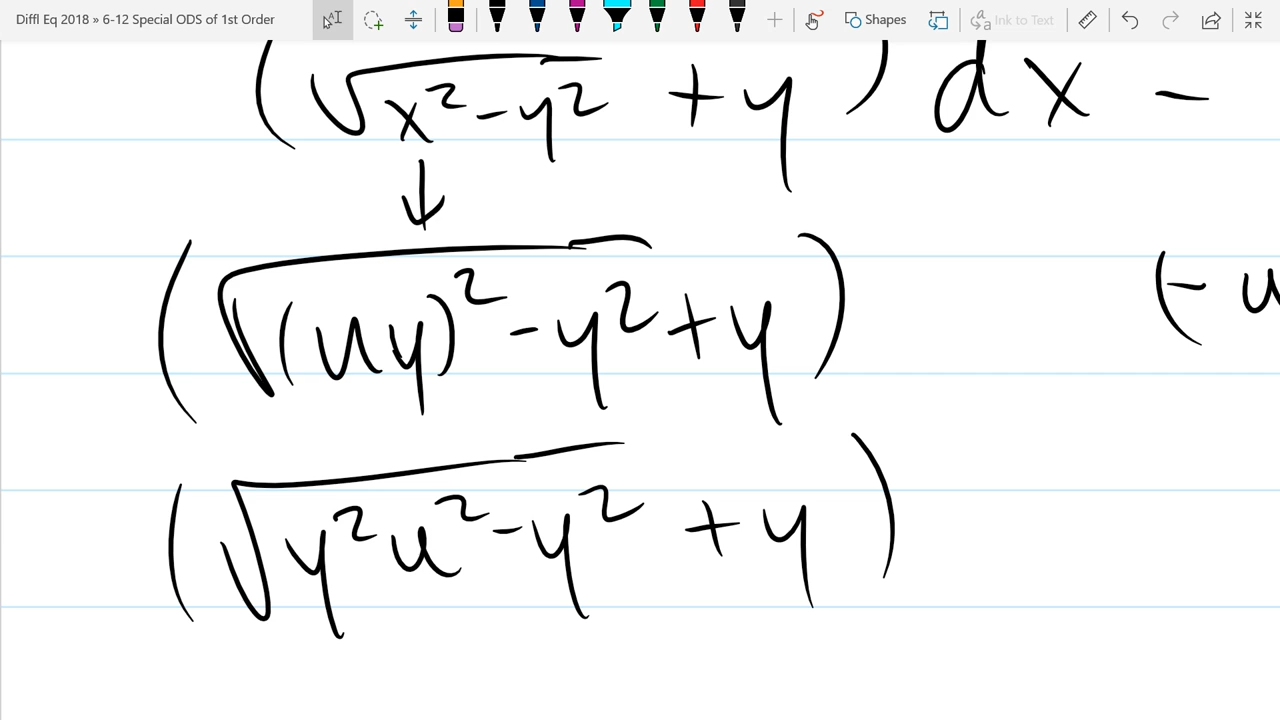 Diffl Eq 2018 » 6-12 Special ODS of 1st Order Shapes Ink to Text
(√x²-y² + y) dx -
(√(uy)²-y² + y) (- u
(√y²u²-y² + y)